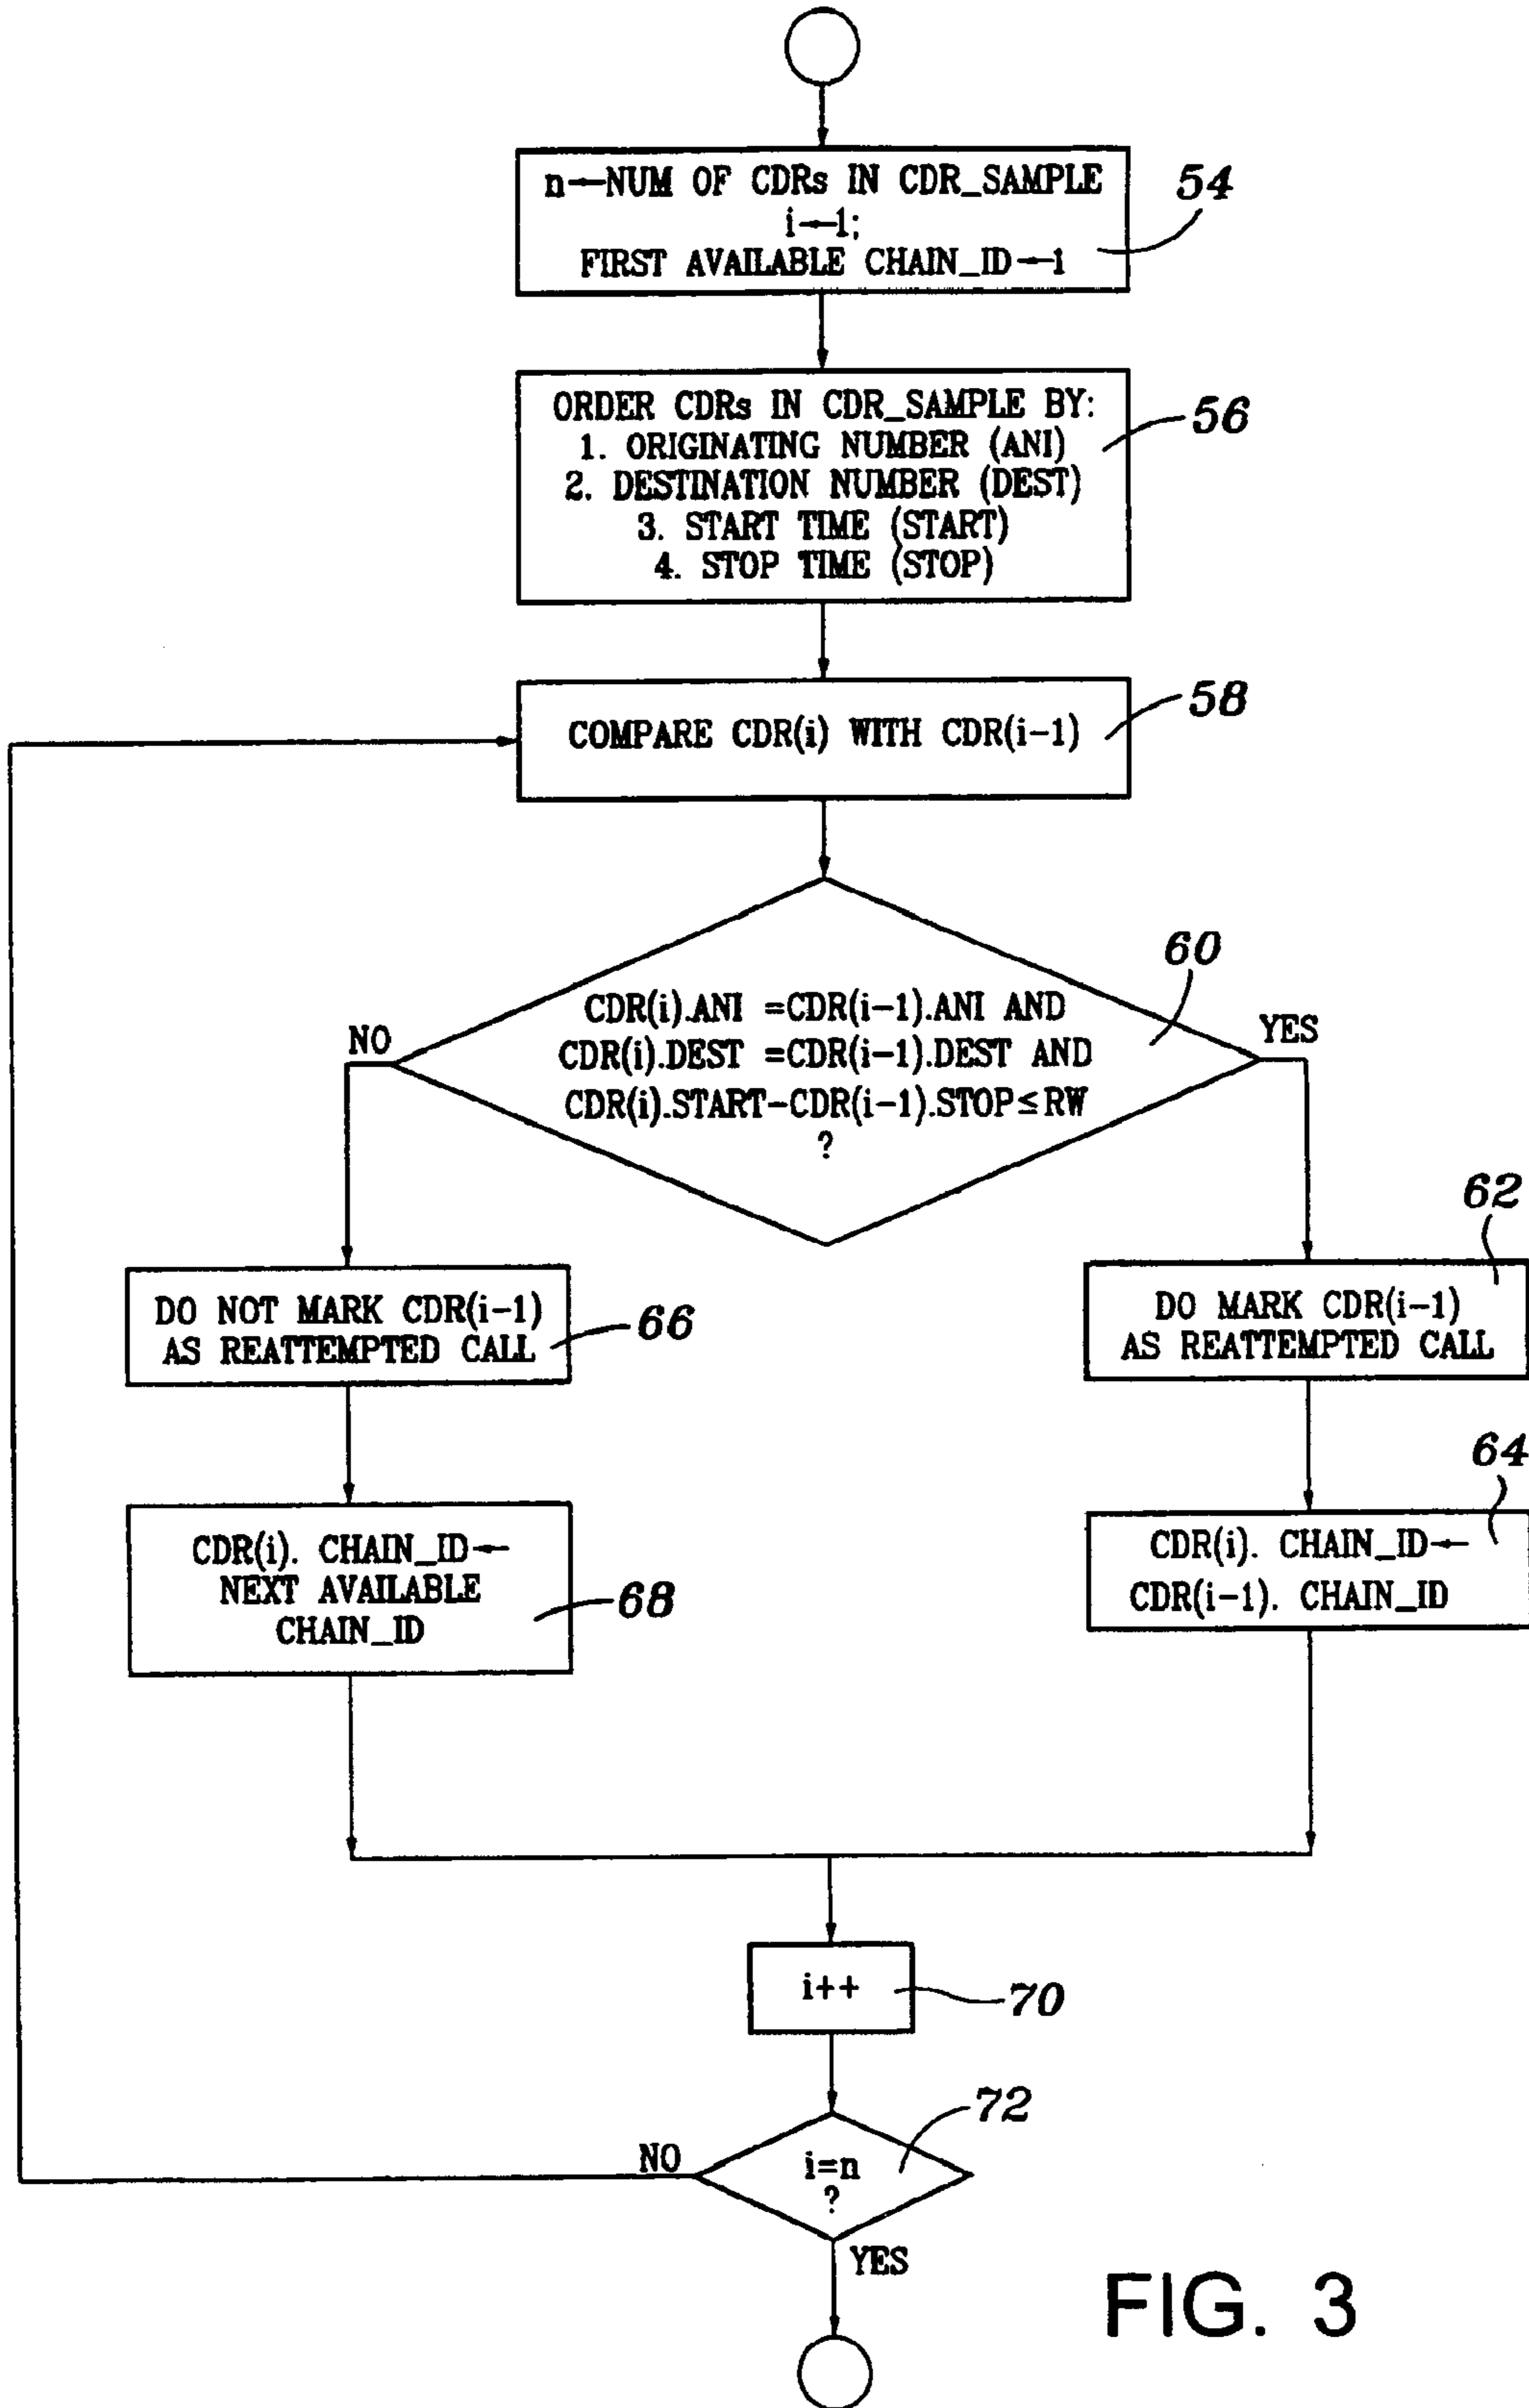 n←NUM OF CDRs IN CDR_SAMPLE
i←1;
FIRST AVAILABLE CHAIN_ID←1
54
ORDER CDRs IN CDR_SAMPLE BY:
1. ORIGINATING NUMBER (ANI)
2. DESTINATION NUMBER (DEST)
3. START TIME (START)
4. STOP TIME (STOP)
56
COMPARE CDR(i) WITH CDR(i-1)
58
CDR(i).ANI =CDR(i-1).ANI AND
CDR(i).DEST =CDR(i-1).DEST AND
CDR(i).START-CDR(i-1).STOP≤RW
?
60
NO
YES
DO NOT MARK CDR(i-1)
AS REATTEMPTED CALL
66
DO MARK CDR(i-1)
AS REATTEMPTED CALL
62
CDR(i). CHAIN_ID←
NEXT AVAILABLE
CHAIN_ID
68
CDR(i). CHAIN_ID←
CDR(i-1). CHAIN_ID
64
i++
70
i=n
?
72
NO
YES
FIG. 3